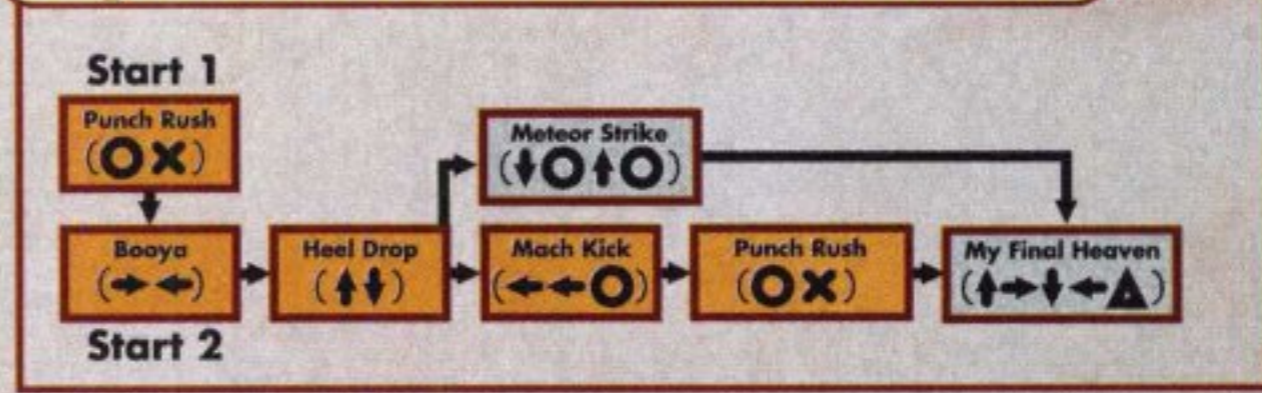 Start 1
Punch Rush
(O✕)
Meteor Strike
(↓O↑O)
Booya
(→←)
Heel Drop
(↑↓)
Mach Kick
(←←O)
Punch Rush
(O✕)
My Final Heaven
(↑→↓←▲)
Start 2